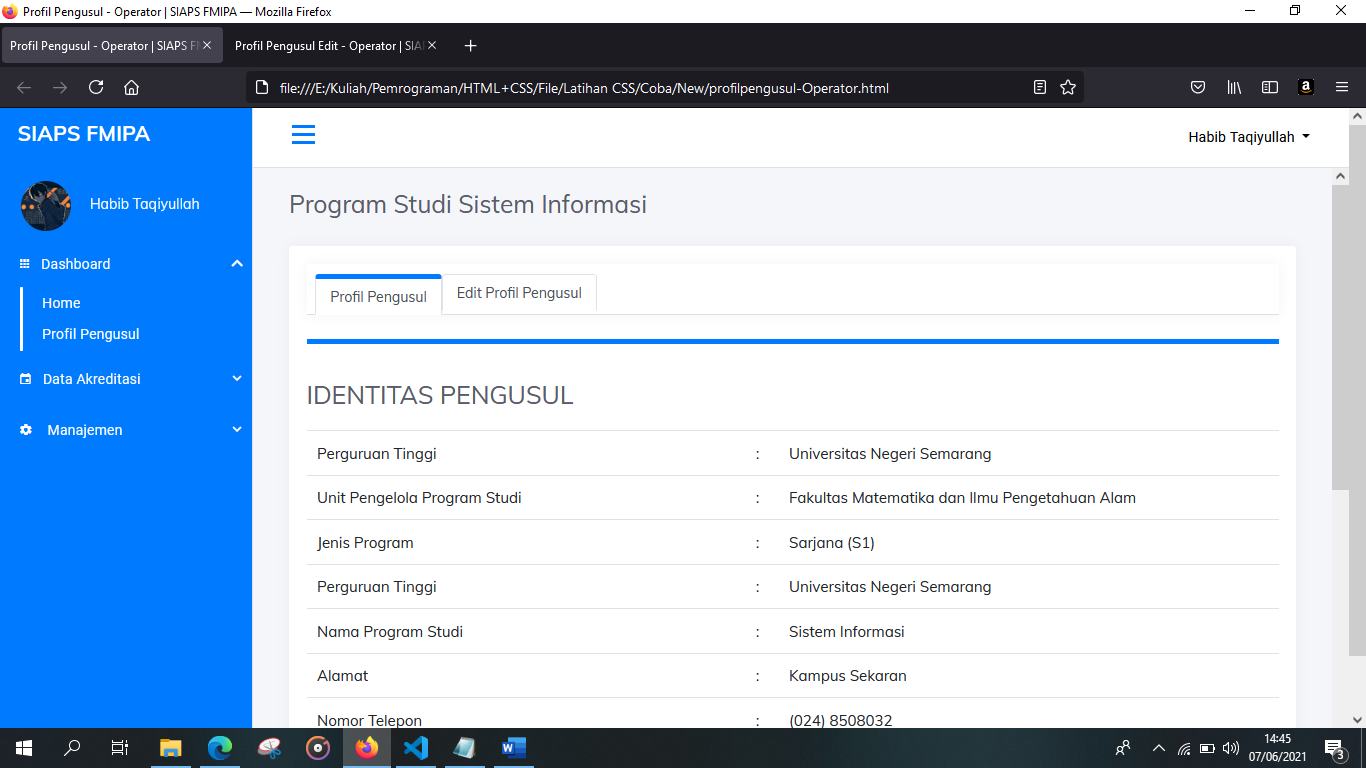 Profil Pengusul - Operator | SIAPS FMIPA — Mozilla Firefox
Profil Pengusul - Operator | SIAPS F
Profil Pengusul Edit - Operator | SIA
file:///E:/Kuliah/Pemrograman/HTML+CSS/File/Latihan CSS/Coba/New/profilpengusul-Operator.html
SIAPS FMIPA
Habib Taqiyullah
Habib Taqiyullah
Dashboard
Home
Profil Pengusul
Data Akreditasi
Manajemen
Program Studi Sistem Informasi
Profil Pengusul
Edit Profil Pengusul
IDENTITAS PENGUSUL
Perguruan Tinggi : Universitas Negeri Semarang
Unit Pengelola Program Studi : Fakultas Matematika dan Ilmu Pengetahuan Alam
Jenis Program : Sarjana (S1)
Perguruan Tinggi : Universitas Negeri Semarang
Nama Program Studi : Sistem Informasi
Alamat : Kampus Sekaran
Nomor Telepon : (024) 8508032
14:45
07/06/2021
3